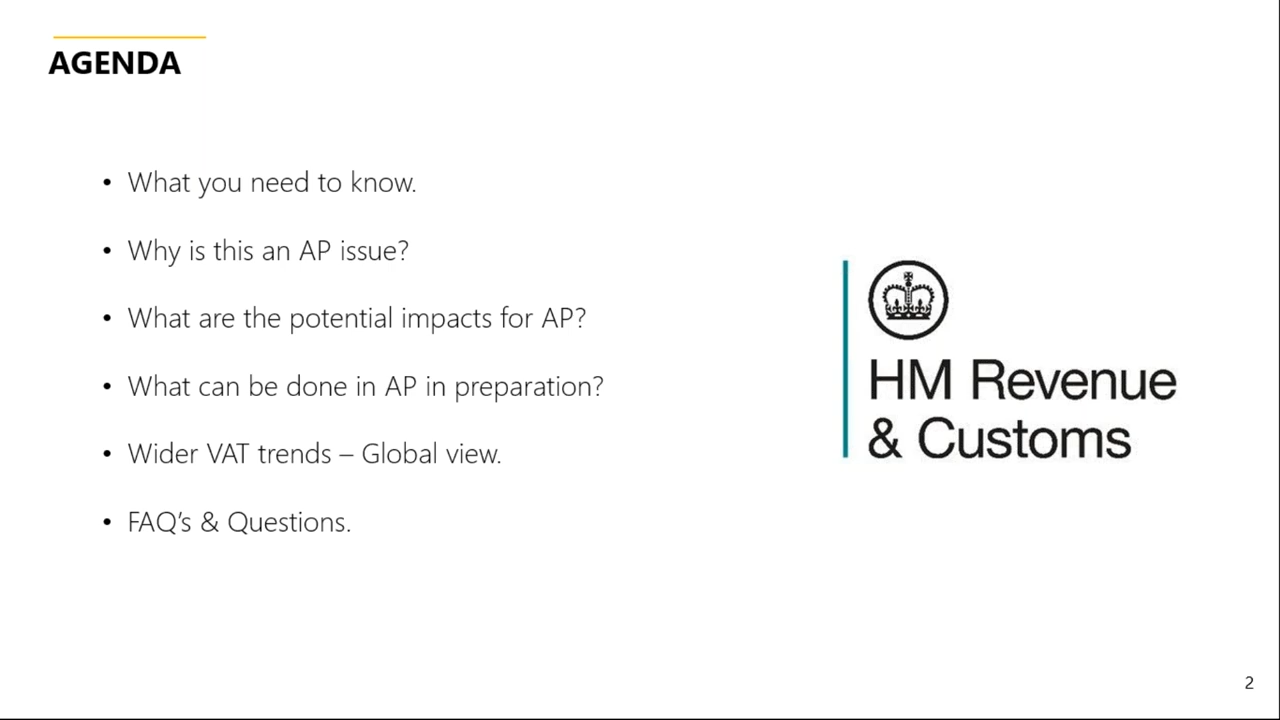 AGENDA
• What you need to know.
• Why is this an AP issue?
• What are the potential impacts for AP?
• What can be done in AP in preparation?
• Wider VAT trends – Global view.
• FAQ’s & Questions.
HM Revenue
& Customs
2